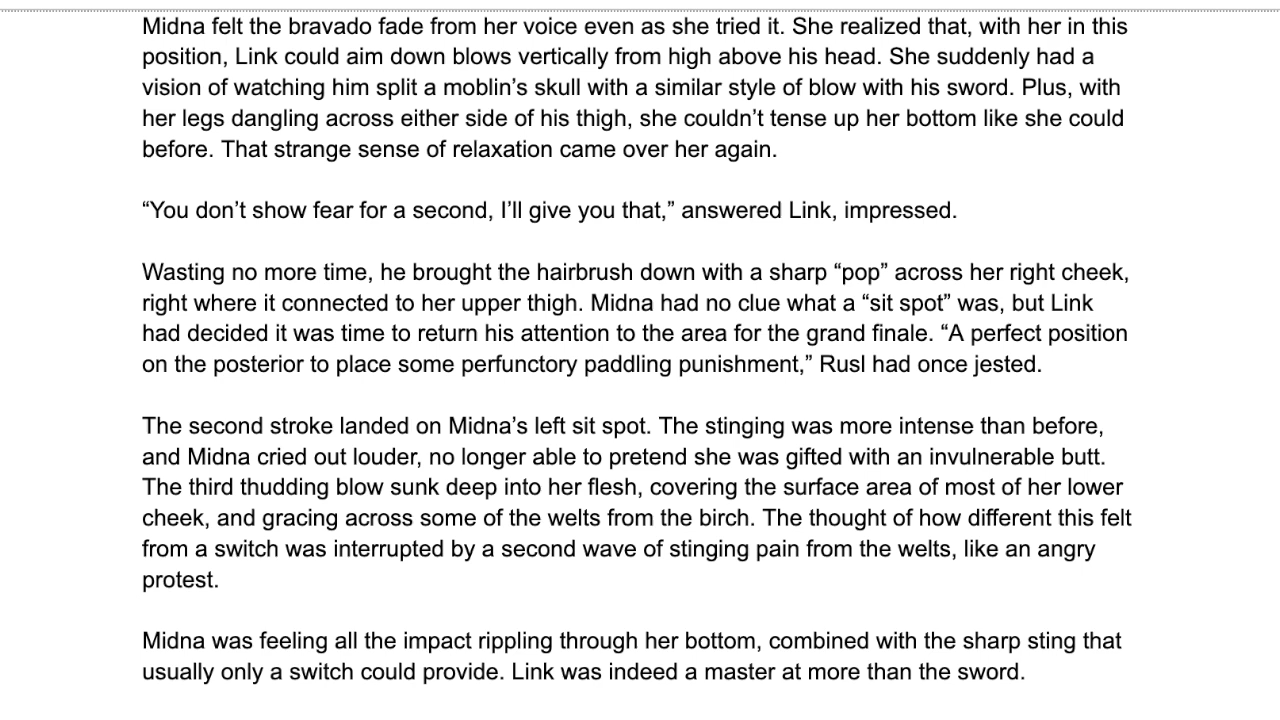 Midna felt the bravado fade from her voice even as she tried it. She realized that, with her in this
position, Link could aim down blows vertically from high above his head. She suddenly had a
vision of watching him split a moblin’s skull with a similar style of blow with his sword. Plus, with
her legs dangling across either side of his thigh, she couldn’t tense up her bottom like she could
before. That strange sense of relaxation came over her again.
“You don’t show fear for a second, I’ll give you that,” answered Link, impressed.
Wasting no more time, he brought the hairbrush down with a sharp “pop” across her right cheek,
right where it connected to her upper thigh. Midna had no clue what a “sit spot” was, but Link
had decided it was time to return his attention to the area for the grand finale. “A perfect position
on the posterior to place some perfunctory paddling punishment,” Rusl had once jested.
The second stroke landed on Midna’s left sit spot. The stinging was more intense than before,
and Midna cried out louder, no longer able to pretend she was gifted with an invulnerable butt.
The third thudding blow sunk deep into her flesh, covering the surface area of most of her lower
cheek, and gracing across some of the welts from the birch. The thought of how different this felt
from a switch was interrupted by a second wave of stinging pain from the welts, like an angry
protest.
Midna was feeling all the impact rippling through her bottom, combined with the sharp sting that
usually only a switch could provide. Link was indeed a master at more than the sword.